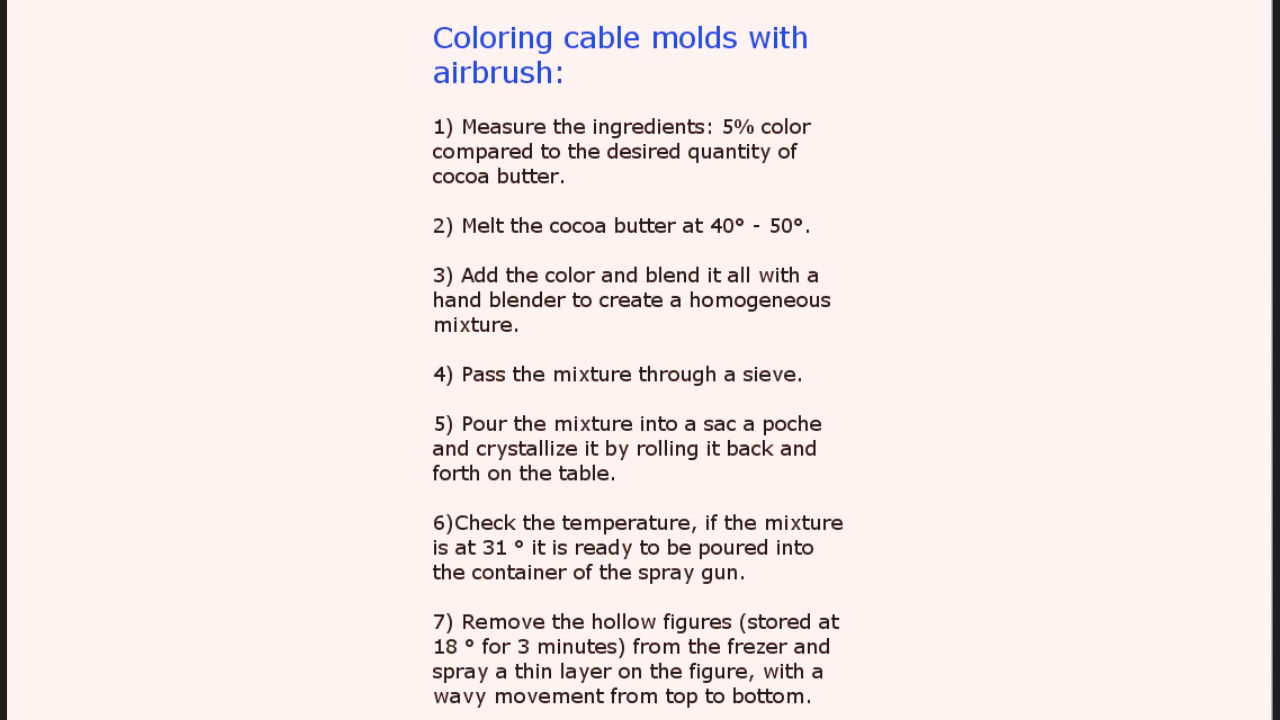 Coloring cable molds with
airbrush:
1) Measure the ingredients: 5% color
compared to the desired quantity of
cocoa butter.
2) Melt the cocoa butter at 40° - 50°.
3) Add the color and blend it all with a
hand blender to create a homogeneous
mixture.
4) Pass the mixture through a sieve.
5) Pour the mixture into a sac a poche
and crystallize it by rolling it back and
forth on the table.
6)Check the temperature, if the mixture
is at 31 ° it is ready to be poured into
the container of the spray gun.
7) Remove the hollow figures (stored at
18 ° for 3 minutes) from the frezer and
spray a thin layer on the figure, with a
wavy movement from top to bottom.